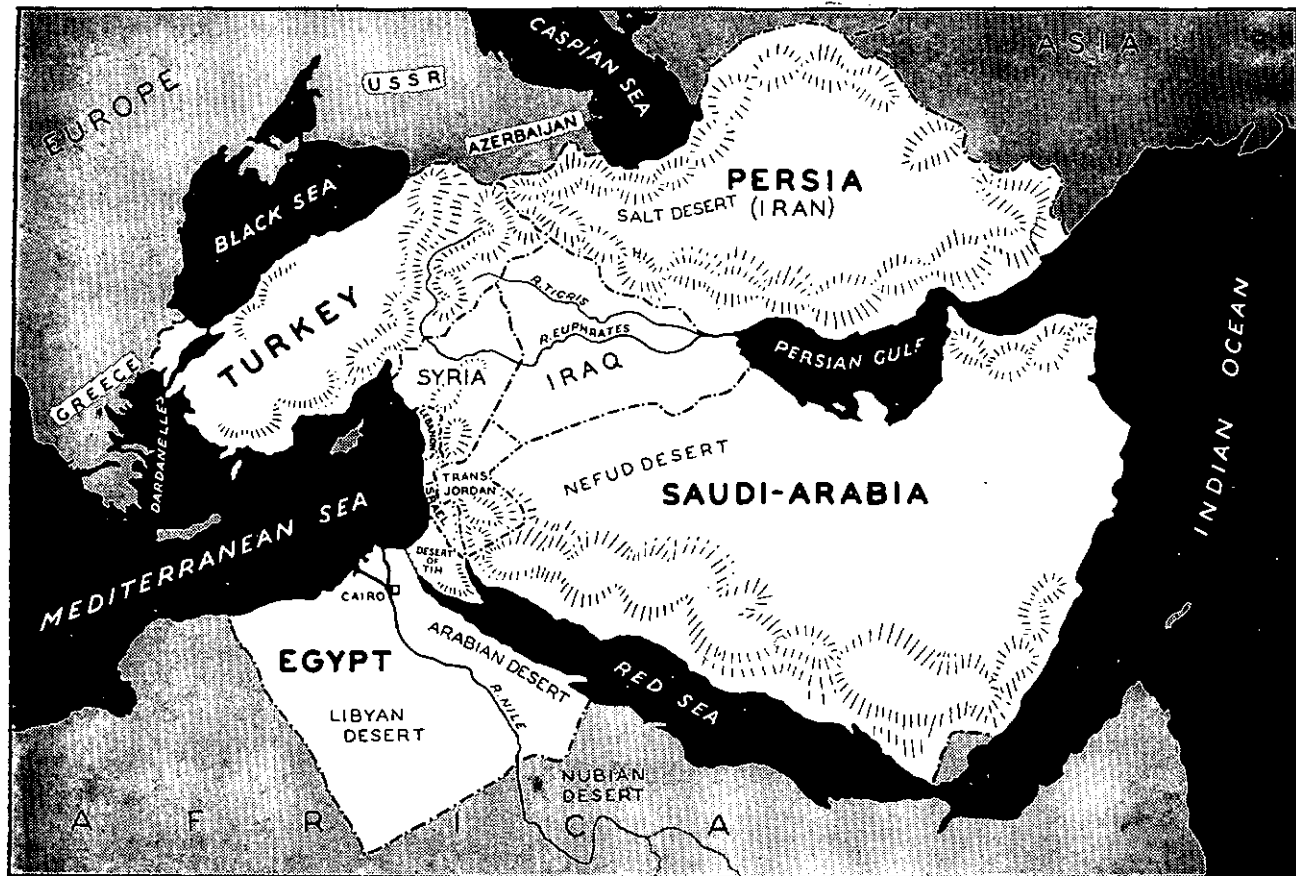 CASPIAN SEA
ASIA
EUROPE
USSR
AZERBAIJAN
BLACK SEA
PERSIA
(IRAN)
SALT DESERT
R.TIGRIS
R.EUPHRATES
TURKEY
GREECE
DARDANELLES
SYRIA
IRAQ
PERSIAN GULF
INDIAN OCEAN
LEBANON
ISRAEL
TRANS
JORDAN
NEFUD DESERT
SAUDI-ARABIA
MEDITERRANEAN SEA
DESERT
OF
TIH
CAIRO
EGYPT
ARABIAN DESERT
RED SEA
R.NILE
LIBYAN
DESERT
NUBIAN
DESERT
AFRICA